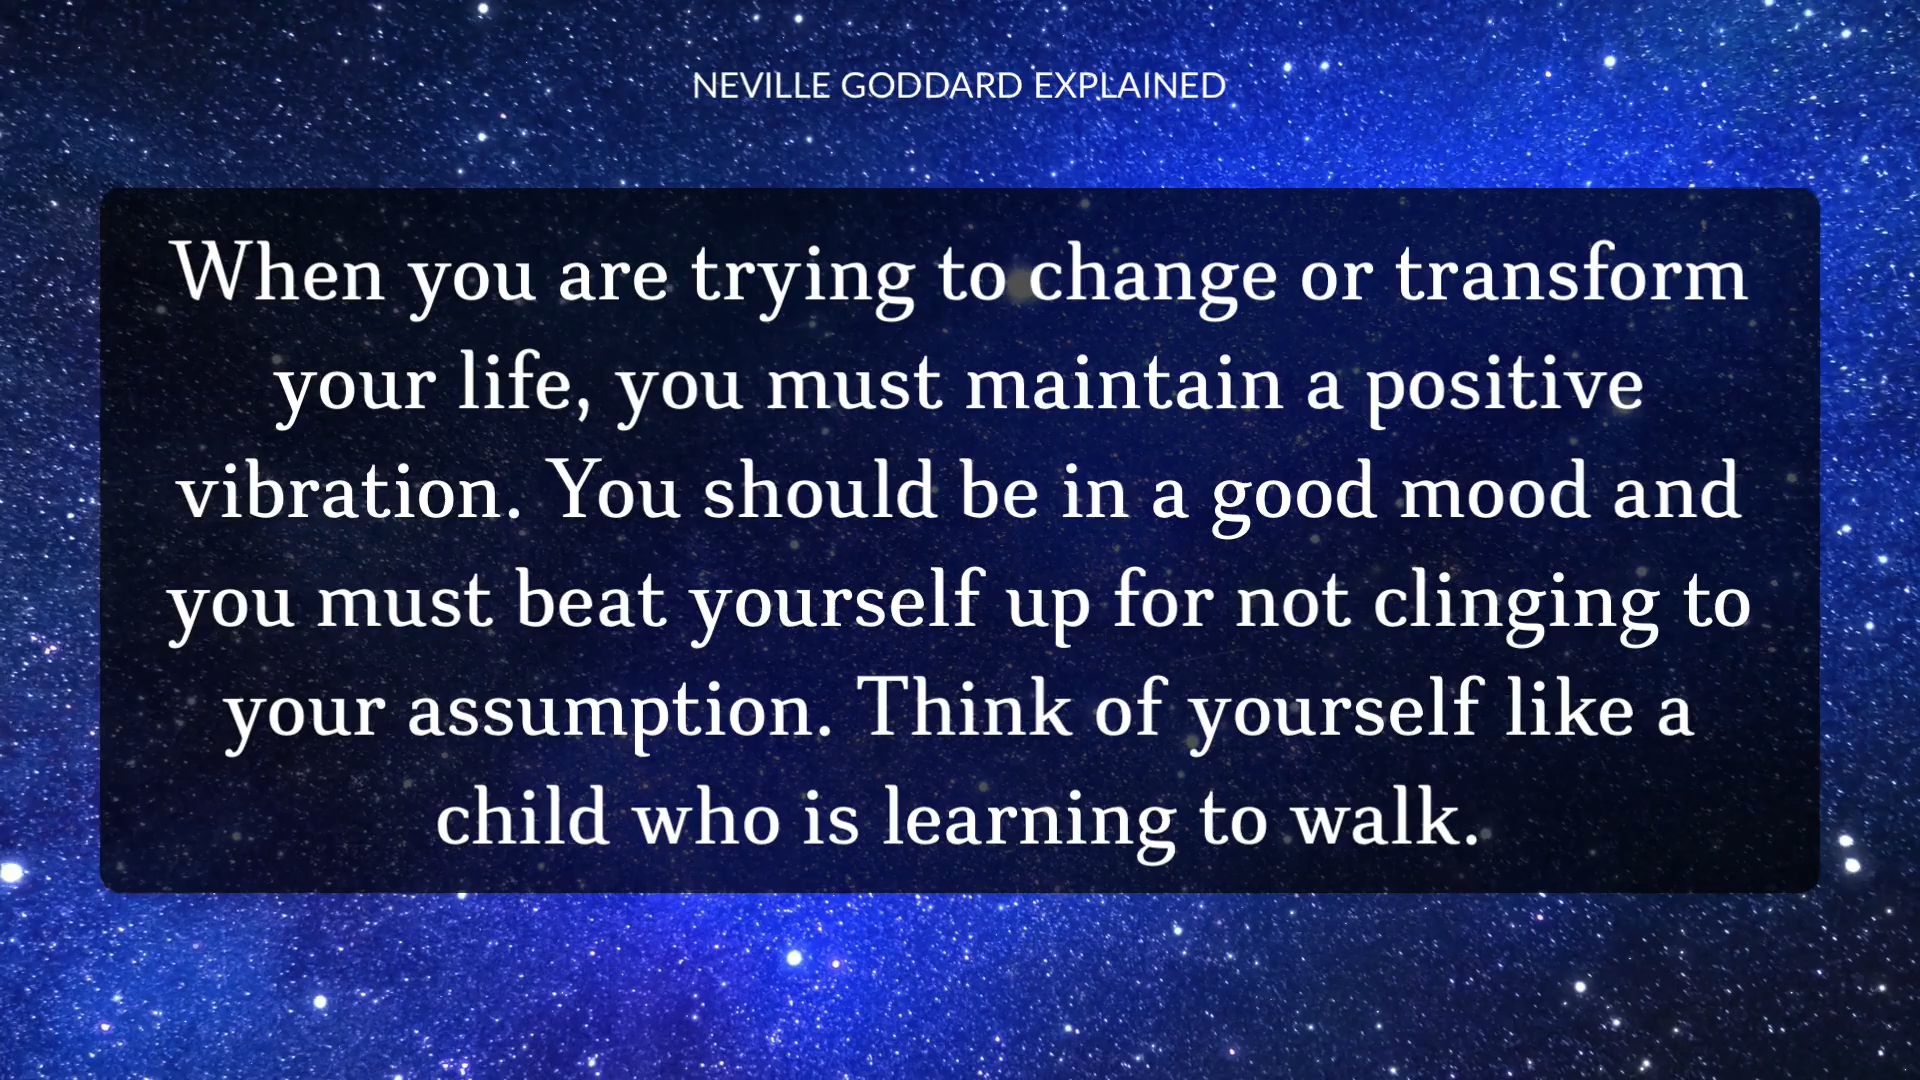 NEVILLE GODDARD EXPLAINED
When you are trying to change or transform
your life, you must maintain a positive
vibration. You should be in a good mood and
you must beat yourself up for not clinging to
your assumption. Think of yourself like a
child who is learning to walk.